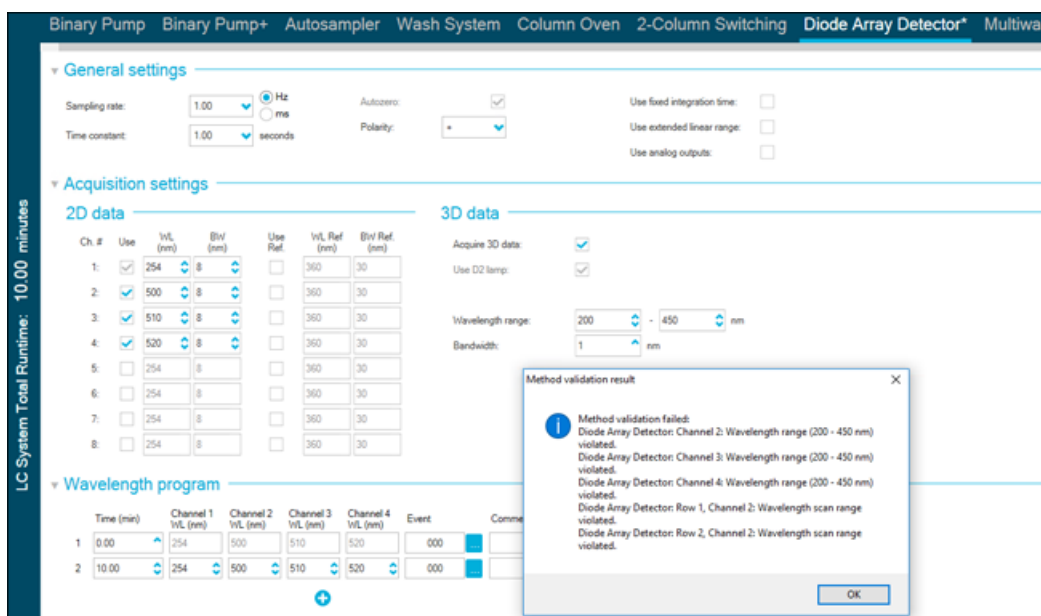 Binary Pump Binary Pump+ Autosampler Wash System Column Oven 2-Column Switching Diode Array Detector* Multiwa
LC System Total Runtime: 10.00 minutes
General settings
Sampling rate: 1.00 Hz ms Autozero: Use fixed integration time:
Time constant: 1.00 seconds Polarity: + Use extended linear range:
Use analog outputs:
Acquisition settings
2D data 3D data
Ch. # Use WL (nm) BW (nm) Use Ref. WL Ref (nm) BW Ref. (nm)
Acquire 3D data:
1: 254 8 360 30
Use D2 lamp:
2: 500 8 360 30
3: 510 8 360 30 Wavelength range: 200 - 450 nm
4: 520 8 360 30 Bandwidth: 1 nm
5: 254 8 360 30
6: 254 8 360 30
7: 254 8 360 30
8: 254 8 360 30
Method validation result
Method validation failed:
Diode Array Detector: Channel 2: Wavelength range (200 - 450 nm)
violated.
Diode Array Detector: Channel 3: Wavelength range (200 - 450 nm)
violated.
Diode Array Detector: Channel 4: Wavelength range (200 - 450 nm)
violated.
Diode Array Detector: Row 1, Channel 2: Wavelength scan range
violated.
Diode Array Detector: Row 2, Channel 2: Wavelength scan range
violated.
OK
Wavelength program
Time (min) Channel 1 WL (nm) Channel 2 WL (nm) Channel 3 WL (nm) Channel 4 WL (nm) Event Comme
1 0.00 254 500 510 520 000 ...
2 10.00 254 500 510 520 000 ...